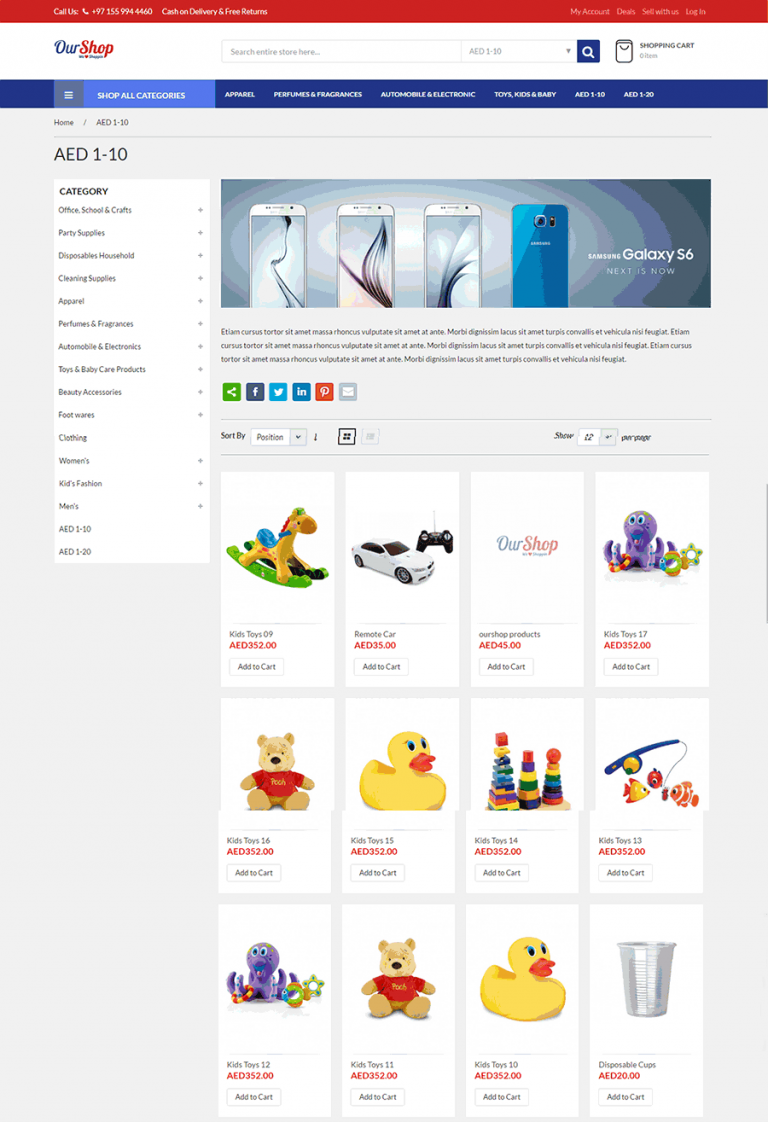 Call Us: +97 155 994 4460 Cash on Delivery & Free Returns My Account Deals Sell with us Log In
OurShop
Search entire store here... AED 1-10 SHOPPING CART
0 item
SHOP ALL CATEGORIES APPAREL PERFUMES & FRAGRANCES AUTOMOBILE & ELECTRONIC TOYS, KIDS & BABY AED 1-10 AED 1-20
Home / AED 1-10
AED 1-10
CATEGORY
Office, School & Crafts +
Party Supplies +
Disposables Household +
Cleaning Supplies +
Apparel +
Perfumes & Fragrances +
Automobile & Electronics +
Toys & Baby Care Products +
Beauty Accessories +
Foot wares +
Clothing
Women's +
Kid's Fashion +
Men's +
AED 1-10
AED 1-20
SAMSUNG
SAMSUNG Galaxy S6
NEXT IS NOW
Etiam cursus tortor sit amet massa rhoncus vulputate sit amet at ante. Morbi dignissim lacus sit amet turpis convallis et vehicula nisi feugiat. Etiam
cursus tortor sit amet massa rhoncus vulputate sit amet at ante. Morbi dignissim lacus sit amet turpis convallis et vehicula nisi feugiat. Etiam cursus
tortor sit amet massa rhoncus vulputate sit amet at ante. Morbi dignissim lacus sit amet turpis convallis et vehicula nisi feugiat.
Sort By Position Show 12 per page
OurShop
Kids Toys 09 Remote Car ourshop products Kids Toys 17
AED352.00 AED35.00 AED45.00 AED352.00
Add to Cart Add to Cart Add to Cart Add to Cart
Pooh
Kids Toys 16 Kids Toys 15 Kids Toys 14 Kids Toys 13
AED352.00 AED352.00 AED352.00 AED352.00
Add to Cart Add to Cart Add to Cart Add to Cart
Pooh
Kids Toys 12 Kids Toys 11 Kids Toys 10 Disposable Cups
AED352.00 AED352.00 AED352.00 AED20.00
Add to Cart Add to Cart Add to Cart Add to Cart